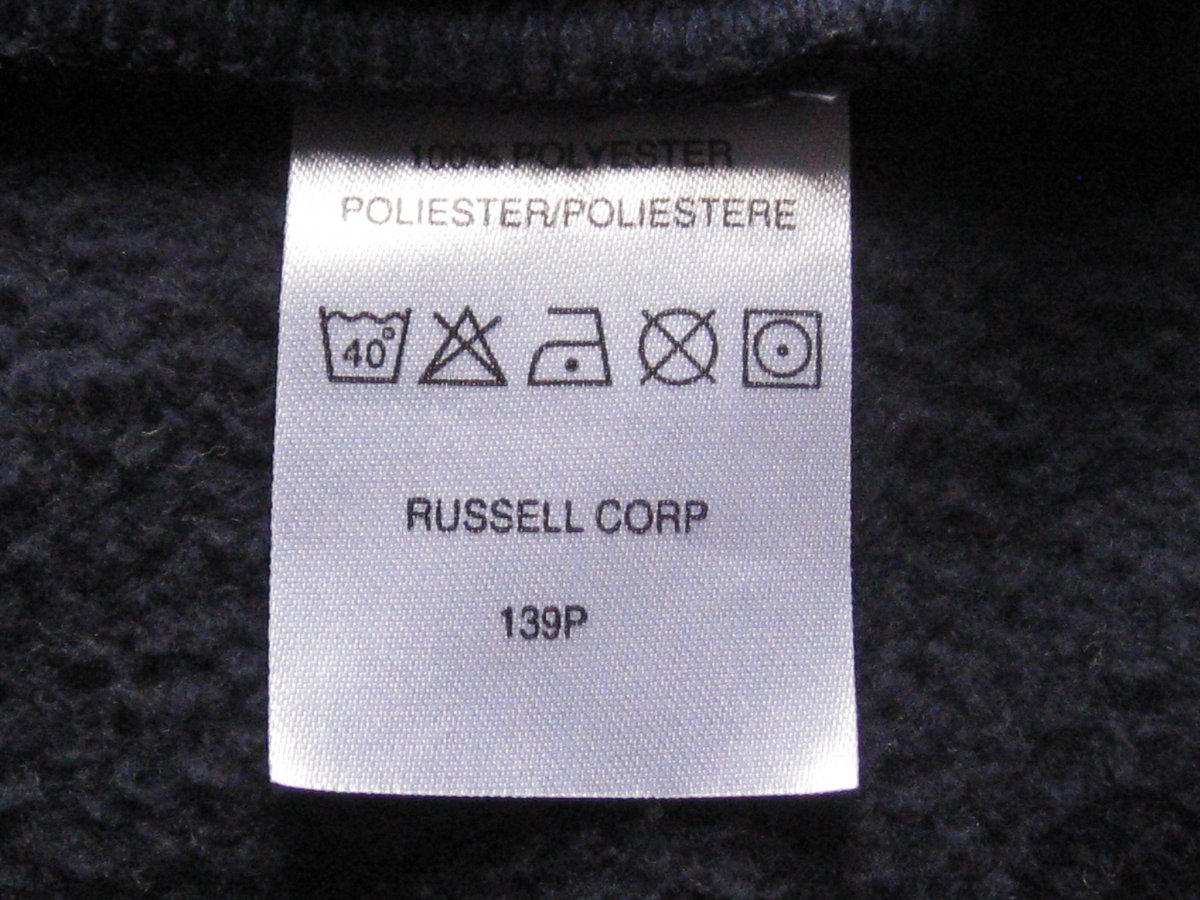 100% POLYESTER
POLIESTER/POLIESTERE
40°
RUSSELL CORP
139P